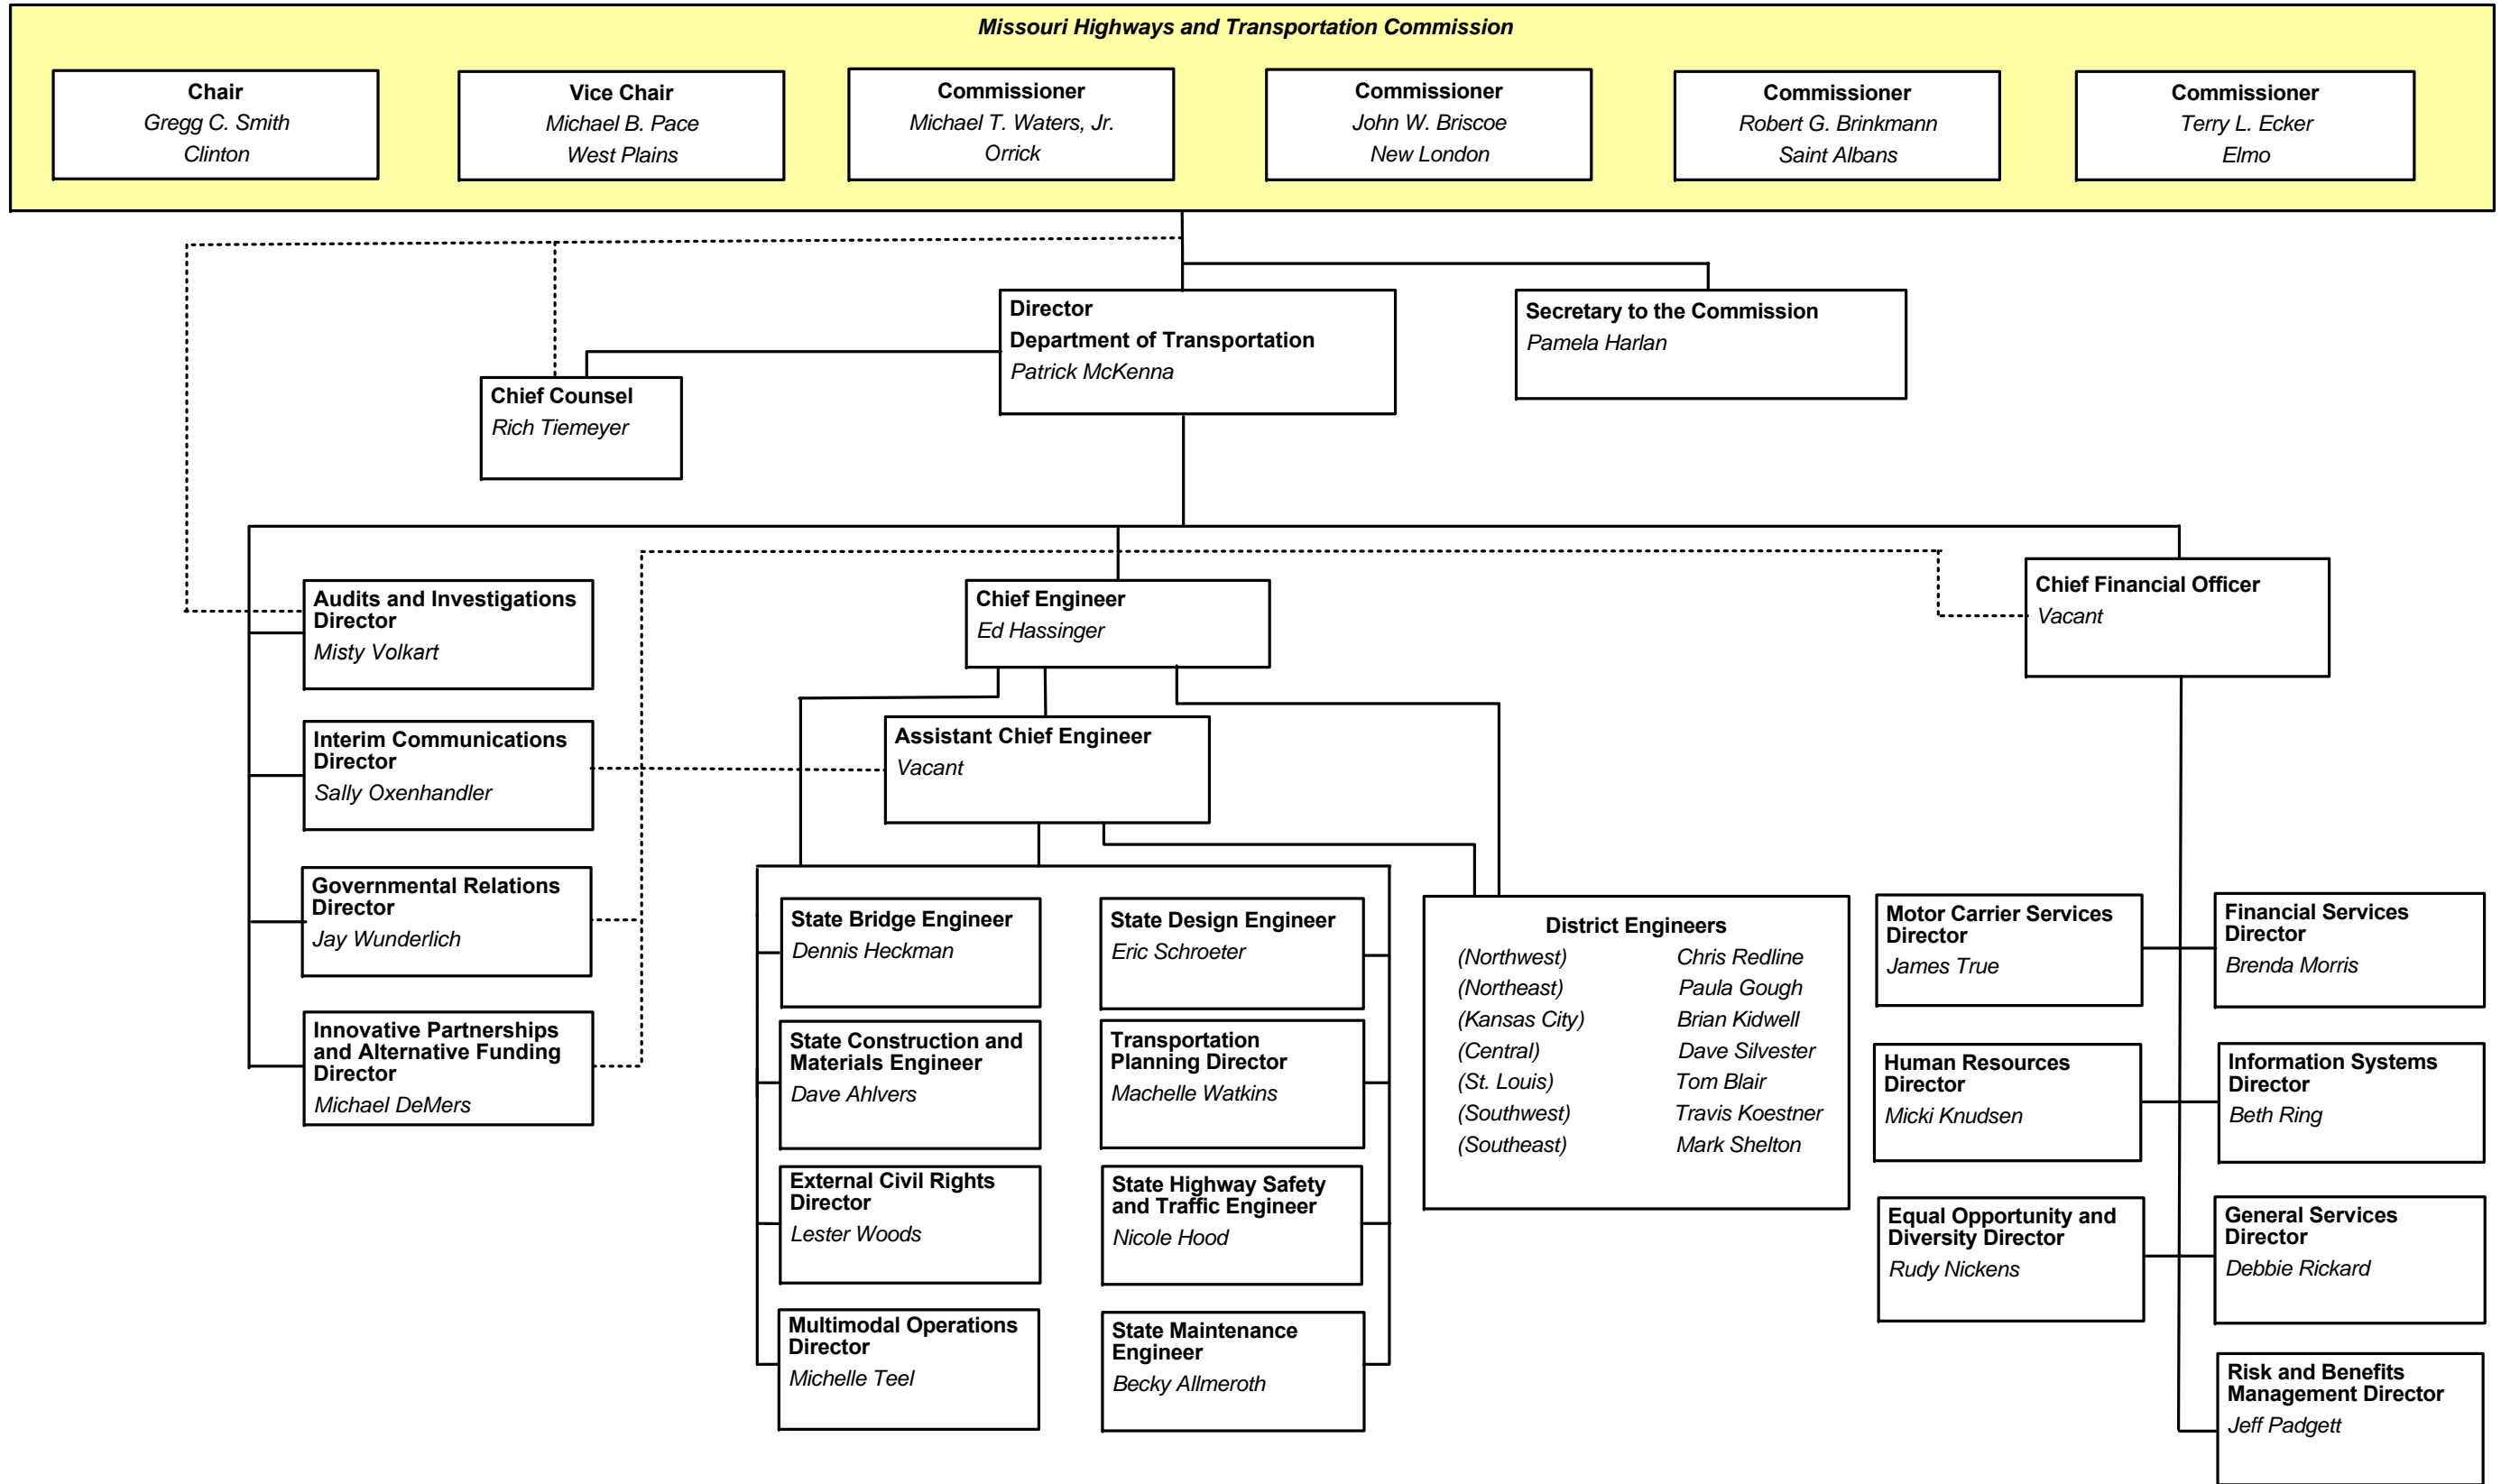 Missouri Highways and Transportation Commission
Chair
Gregg C. Smith
Clinton
Vice Chair
Michael B. Pace
West Plains
Commissioner
Michael T. Waters, Jr.
Orrick
Commissioner
John W. Briscoe
New London
Commissioner
Robert G. Brinkmann
Saint Albans
Commissioner
Terry L. Ecker
Elmo
Director
Department of Transportation
Patrick McKenna
Secretary to the Commission
Pamela Harlan
Chief Counsel
Rich Tiemeyer
Audits and Investigations
Director
Misty Volkart
Interim Communications
Director
Sally Oxenhandler
Governmental Relations
Director
Jay Wunderlich
Innovative Partnerships
and Alternative Funding
Director
Michael DeMers
Chief Engineer
Ed Hassinger
Assistant Chief Engineer
Vacant
State Bridge Engineer
Dennis Heckman
State Design Engineer
Eric Schroeter
State Construction and
Materials Engineer
Dave Ahlvers
Transportation
Planning Director
Machelle Watkins
External Civil Rights
Director
Lester Woods
State Highway Safety
and Traffic Engineer
Nicole Hood
Multimodal Operations
Director
Michelle Teel
State Maintenance
Engineer
Becky Allmeroth
District Engineers
(Northwest) Chris Redline
(Northeast) Paula Gough
(Kansas City) Brian Kidwell
(Central) Dave Silvester
(St. Louis) Tom Blair
(Southwest) Travis Koestner
(Southeast) Mark Shelton
Chief Financial Officer
Vacant
Motor Carrier Services
Director
James True
Financial Services
Director
Brenda Morris
Human Resources
Director
Micki Knudsen
Information Systems
Director
Beth Ring
Equal Opportunity and
Diversity Director
Rudy Nickens
General Services
Director
Debbie Rickard
Risk and Benefits
Management Director
Jeff Padgett